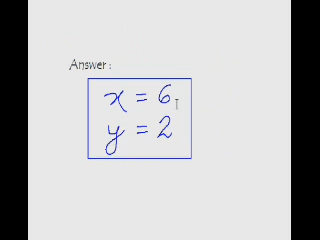 Answer :
x = 6
y = 2